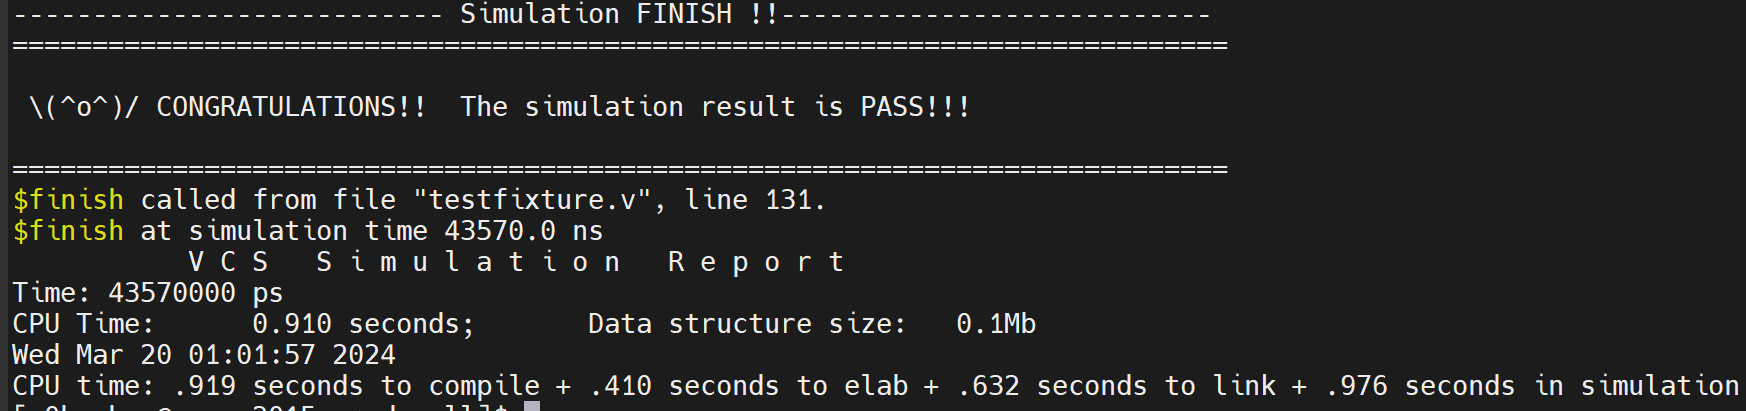 --------------------------- Simulation FINISH !!---------------------------
============================================================================
\(^o^)/ CONGRATULATIONS!!  The simulation result is PASS!!!
============================================================================
$finish called from file "testfixture.v", line 131.
$finish at simulation time 43570.0 ns
V C S   S i m u l a t i o n   R e p o r t
Time: 43570000 ps
CPU Time:      0.910 seconds;       Data structure size:   0.1Mb
Wed Mar 20 01:01:57 2024
CPU time: .919 seconds to compile + .410 seconds to elab + .632 seconds to link + .976 seconds in simulation